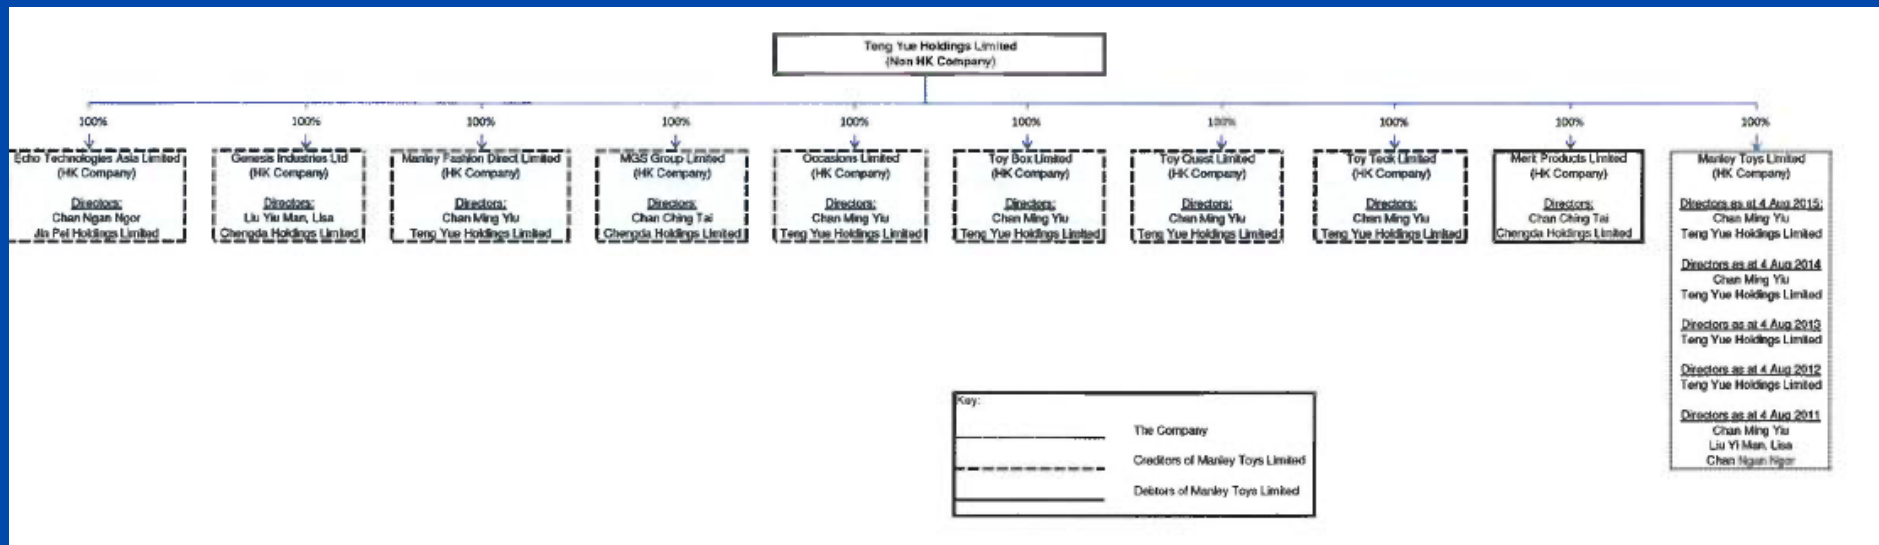 Teng Yue Holdings Limited
(Non HK Company)
100%
100%
100%
100%
100%
100%
100%
100%
100%
100%
Echo Technologies Asia Limited
(HK Company)
Directors:
Chan Ngan Ngor
Jia Pei Holdings Limited
Genesis Industries Ltd
(HK Company)
Directors:
Liu Yiu Man, Lisa
Chengda Holdings Limited
Manley Fashion Direct Limited
(HK Company)
Directors:
Chan Ming Yiu
Teng Yue Holdings Limited
MGS Group Limited
(HK Company)
Directors:
Chan Ching Tai
Chengda Holdings Limited
Occasions Limited
(HK Company)
Directors:
Chan Ming Yiu
Teng Yue Holdings Limited
Toy Box Limited
(HK Company)
Directors:
Chan Ming Yiu
Teng Yue Holdings Limited
Toy Quest Limited
(HK Company)
Directors:
Chan Ming Yiu
Teng Yue Holdings Limited
Toy Teck Limited
(HK Company)
Directors:
Chan Ming Yiu
Teng Yue Holdings Limited
Merit Products Limited
(HK Company)
Directors:
Chan Ching Tai
Chengda Holdings Limited
Manley Toys Limited
(HK Company)
Directors as at 4 Aug 2015:
Chan Ming Yiu
Teng Yue Holdings Limited
Directors as at 4 Aug 2014
Chan Ming Yiu
Teng Yue Holdings Limited
Directors as at 4 Aug 2013
Teng Yue Holdings Limited
Directors as at 4 Aug 2012
Teng Yue Holdings Limited
Directors as at 4 Aug 2011
Chan Ming Yiu
Liu Yi Man, Lisa
Chan Ngan Ngor
Key:
The Company
Creditors of Manley Toys Limited
Debtors of Manley Toys Limited